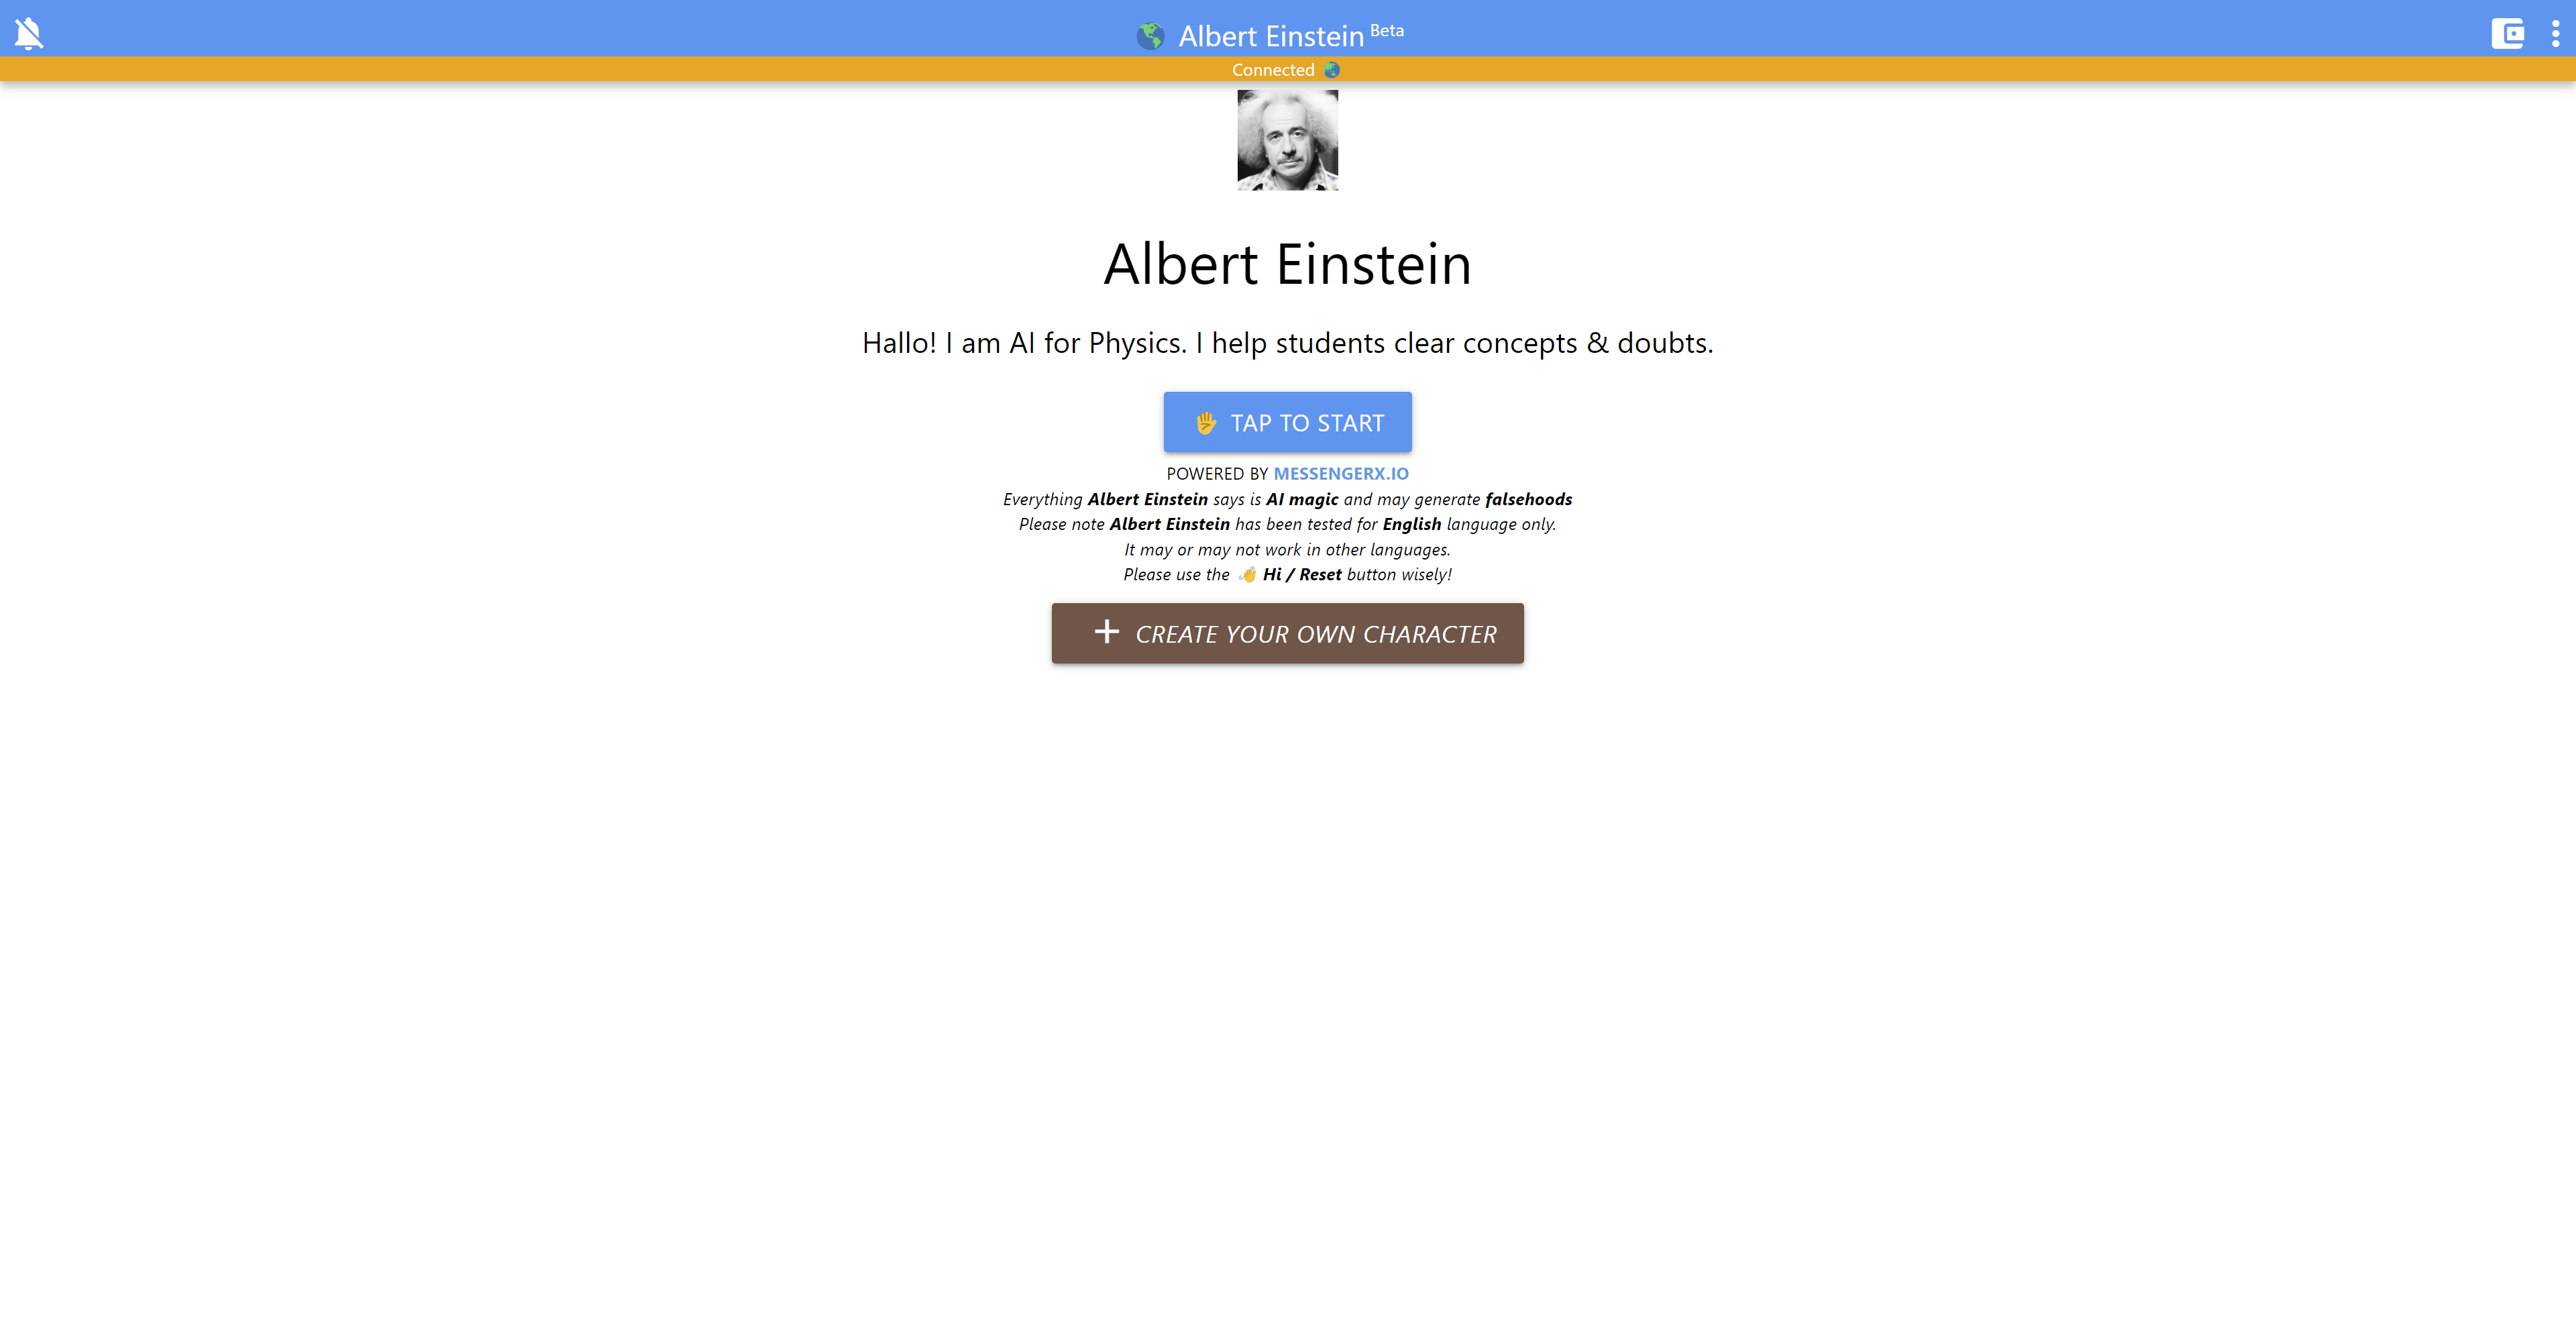 Albert Einstein Beta
Connected
Albert Einstein
Hallo! I am AI for Physics. I help students clear concepts & doubts.
TAP TO START
POWERED BY MESSENGERX.IO
Everything Albert Einstein says is AI magic and may generate falsehoods
Please note Albert Einstein has been tested for English language only.
It may or may not work in other languages.
Please use the 👋 Hi / Reset button wisely!
+ CREATE YOUR OWN CHARACTER